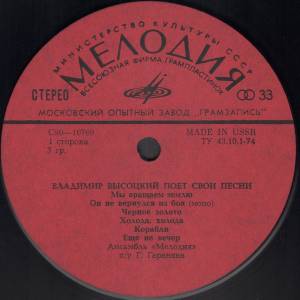 МИНИСТЕРСТВО КУЛЬТУРЫ СССР
МЕЛОДИЯ
ВСЕСОЮЗНАЯ ФИРМА ГРАМПЛАСТИНОК
СТЕРЕО
33
МОСКОВСКИЙ ОПЫТНЫЙ ЗАВОД „ГРАМЗАПИСЬ"
С60—10769
MADE IN USSR
1 сторона
ТУ 43.10.1-74
3 гр.
ВЛАДИМИР ВЫСОЦКИЙ ПОЕТ СВОИ ПЕСНИ
Мы вращаем землю
Он не вернулся из боя (моно)
Черное золото
Холода, холода
Корабли
Еще не вечер
Ансамбль «Мелодия»
п/у Г. Гараняна